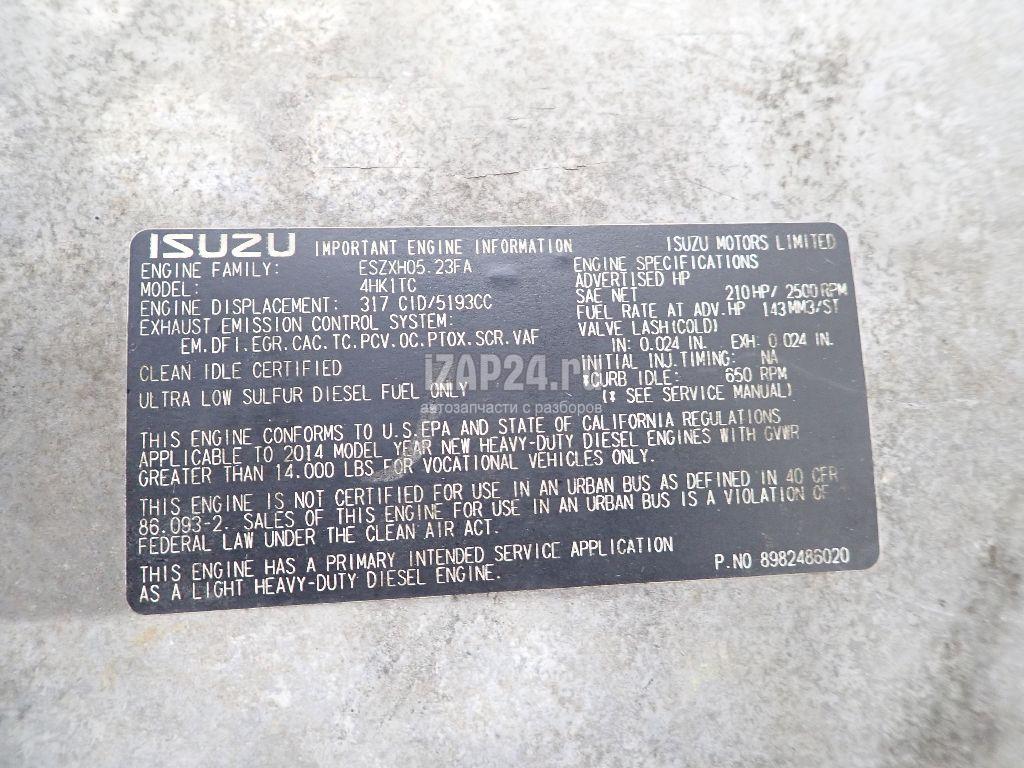 ISUZU IMPORTANT ENGINE INFORMATION ISUZU MOTORS LIMITED
ENGINE FAMILY: ESZXH05.23FA
MODEL: 4HK1TC
ENGINE DISPLACEMENT: 317 CID/5193CC
EXHAUST EMISSION CONTROL SYSTEM:
EM.DFI.EGR.CAC.TC.PCV.OC.PTOX.SCR.VAF
CLEAN IDLE CERTIFIED
ULTRA LOW SULFUR DIESEL FUEL ONLY
ENGINE SPECIFICATIONS
ADVERTISED HP
SAE NET 210HP/ 2500RPM
FUEL RATE AT ADV.HP 143MM3/ST
VALVE LASH(COLD)
IN: 0.024 IN. EXH: 0.024 IN.
INITIAL INJ.TIMING: NA
*CURB IDLE: 650 RPM
(* SEE SERVICE MANUAL)
iZAP24.ru
автозапчасти с разборов
THIS ENGINE CONFORMS TO U.S.EPA AND STATE OF CALIFORNIA REGULATIONS
APPLICABLE TO 2014 MODEL YEAR NEW HEAVY-DUTY DIESEL ENGINES WITH GVWR
GREATER THAN 14.000 LBS FOR VOCATIONAL VEHICLES ONLY.
THIS ENGINE IS NOT CERTIFIED FOR USE IN AN URBAN BUS AS DEFINED IN 40 CFR
86.093-2. SALES OF THIS ENGINE FOR USE IN AN URBAN BUS IS A VIOLATION OF
FEDERAL LAW UNDER THE CLEAN AIR ACT.
THIS ENGINE HAS A PRIMARY INTENDED SERVICE APPLICATION
AS A LIGHT HEAVY-DUTY DIESEL ENGINE.
P.NO 8982486020